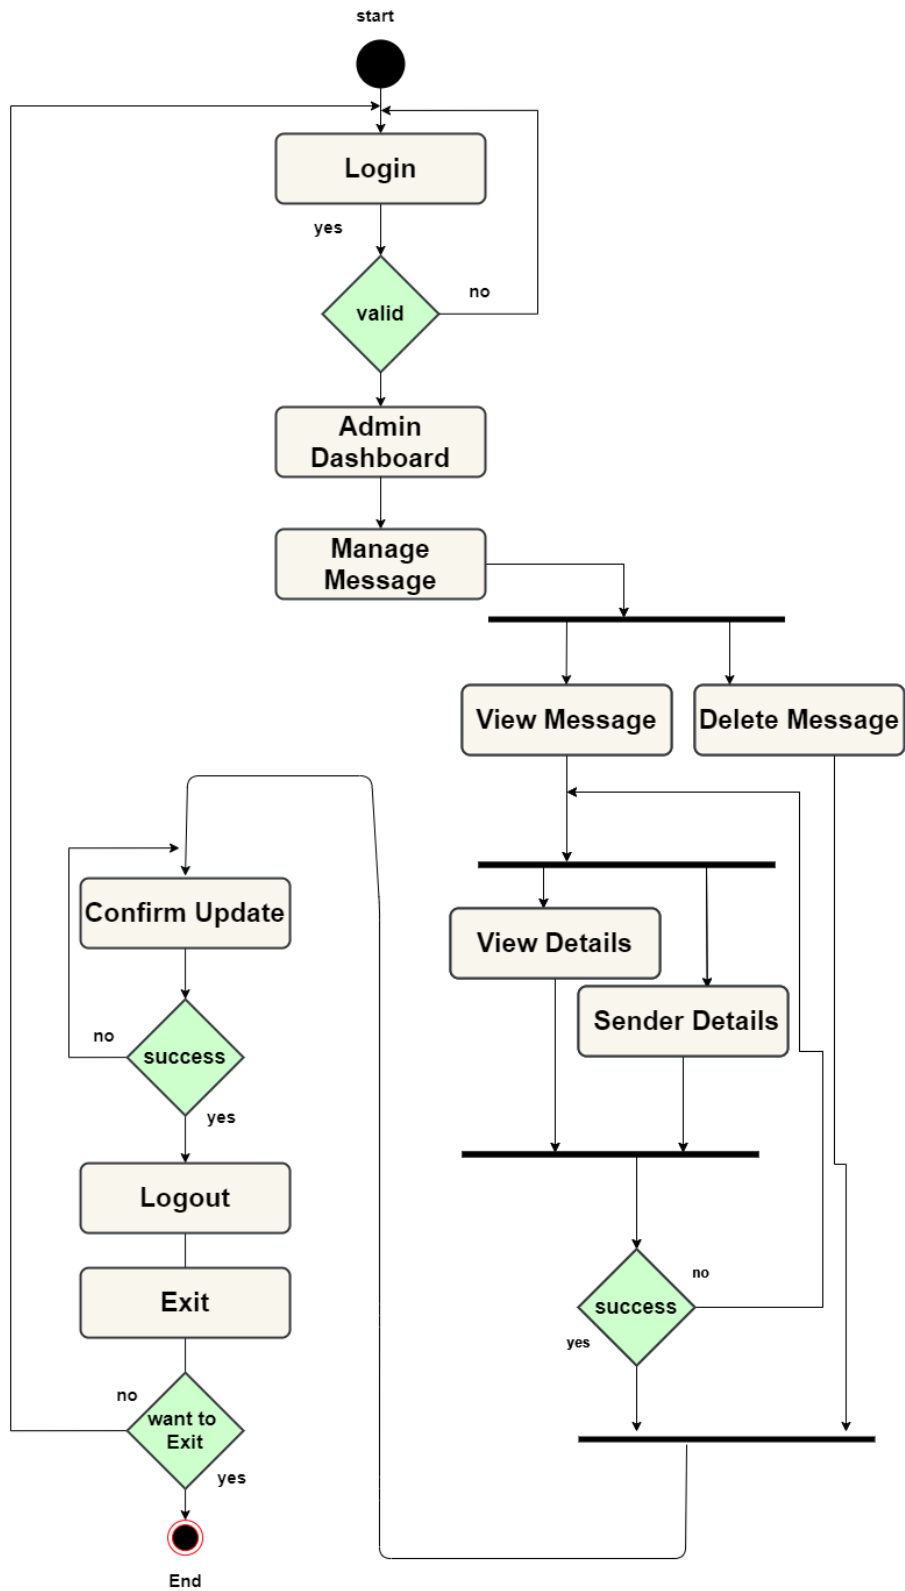 start
Login
yes
valid
no
Admin
Dashboard
Manage
Message
View Message
Delete Message
Confirm Update
View Details
Sender Details
no
success
yes
Logout
Exit
no
success
yes
no
want to
Exit
yes
End